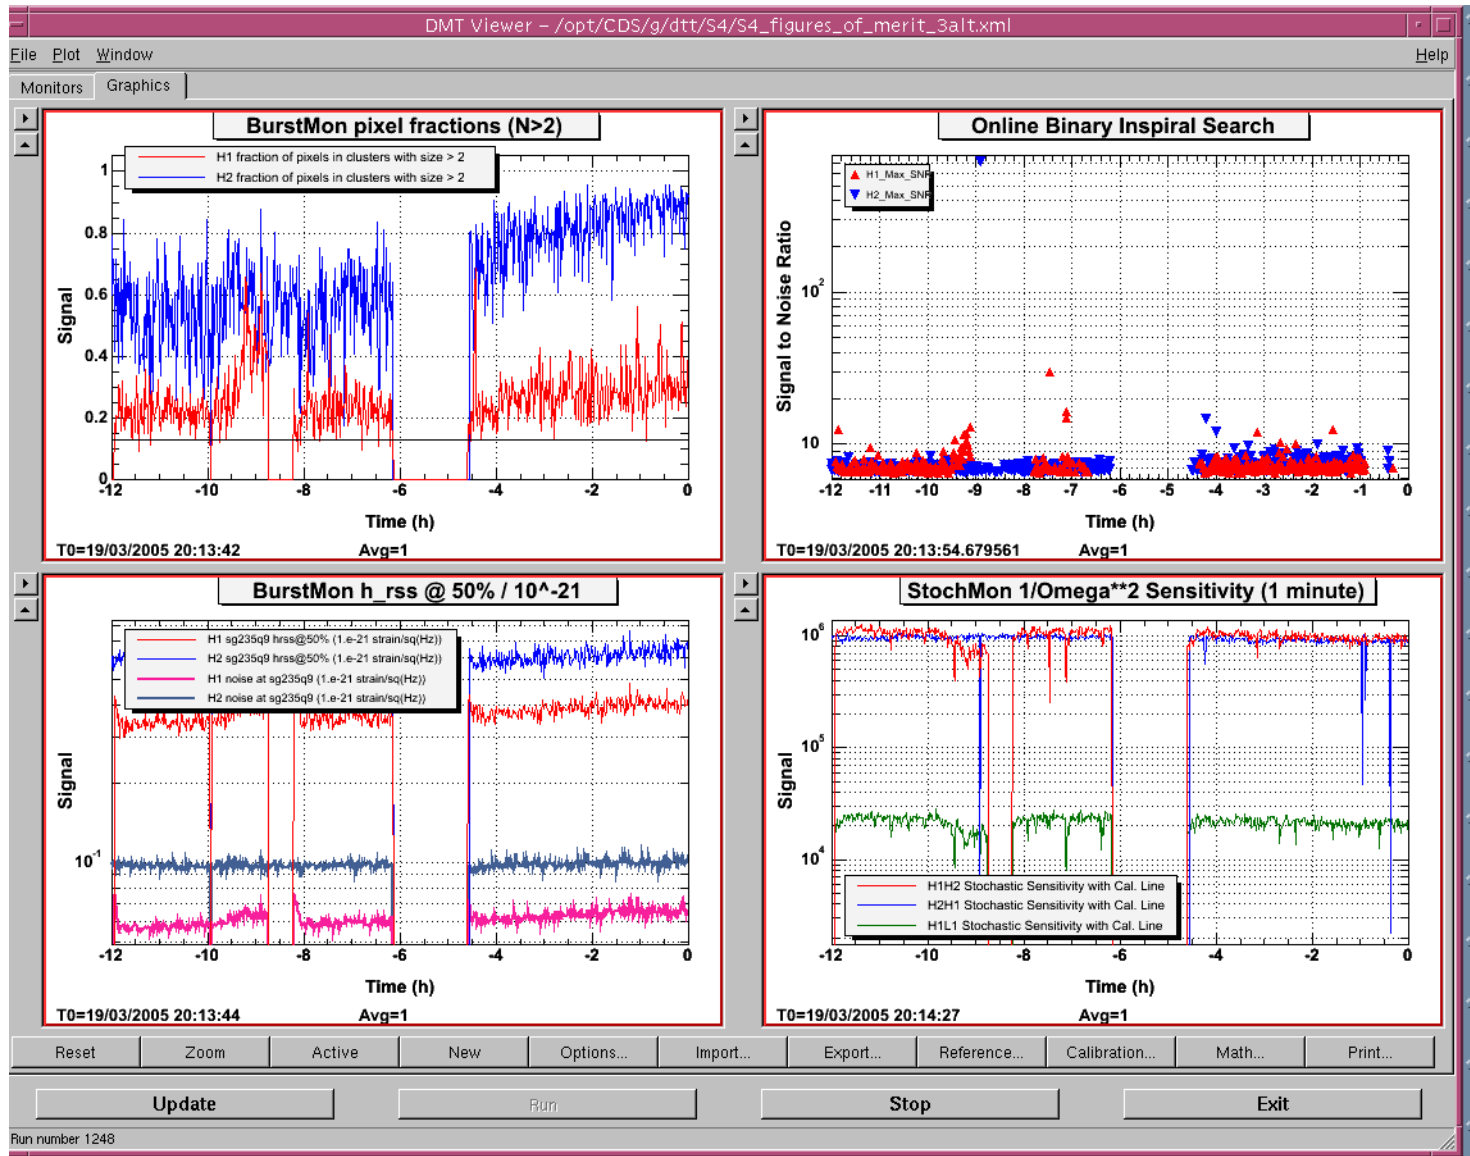 DMT Viewer – /opt/CDS/g/dtt/S4/S4_figures_of_merit_3alt.xml
File Plot Window Help
Monitors Graphics
BurstMon pixel fractions (N>2)
H1 fraction of pixels in clusters with size > 2
H2 fraction of pixels in clusters with size > 2
1
0.8
0.6
0.4
0.2
0
Signal
-12 -10 -8 -6 -4 -2 0
Time (h)
T0=19/03/2005 20:13:42 Avg=1
Online Binary Inspiral Search
H1_Max_SNR
H2_Max_SNR
10^2
10
Signal to Noise Ratio
-12 -11 -10 -9 -8 -7 -6 -5 -4 -3 -2 -1 0
Time (h)
T0=19/03/2005 20:13:54.679561 Avg=1
BurstMon h_rss @ 50% / 10^-21
H1 sg235q9 hrss@50% (1.e-21 strain/sq(Hz))
H2 sg235q9 hrss@50% (1.e-21 strain/sq(Hz))
H1 noise at sg235q9 (1.e-21 strain/sq(Hz))
H2 noise at sg235q9 (1.e-21 strain/sq(Hz))
10^-1
Signal
-12 -10 -8 -6 -4 -2 0
Time (h)
T0=19/03/2005 20:13:44 Avg=1
StochMon 1/Omega**2 Sensitivity (1 minute)
10^6
10^5
10^4
Signal
H1H2 Stochastic Sensitivity with Cal. Line
H2H1 Stochastic Sensitivity with Cal. Line
H1L1 Stochastic Sensitivity with Cal. Line
-12 -10 -8 -6 -4 -2 0
Time (h)
T0=19/03/2005 20:14:27 Avg=1
Reset Zoom Active New Options... Import... Export... Reference... Calibration... Math... Print...
Update Run Stop Exit
Run number 1248